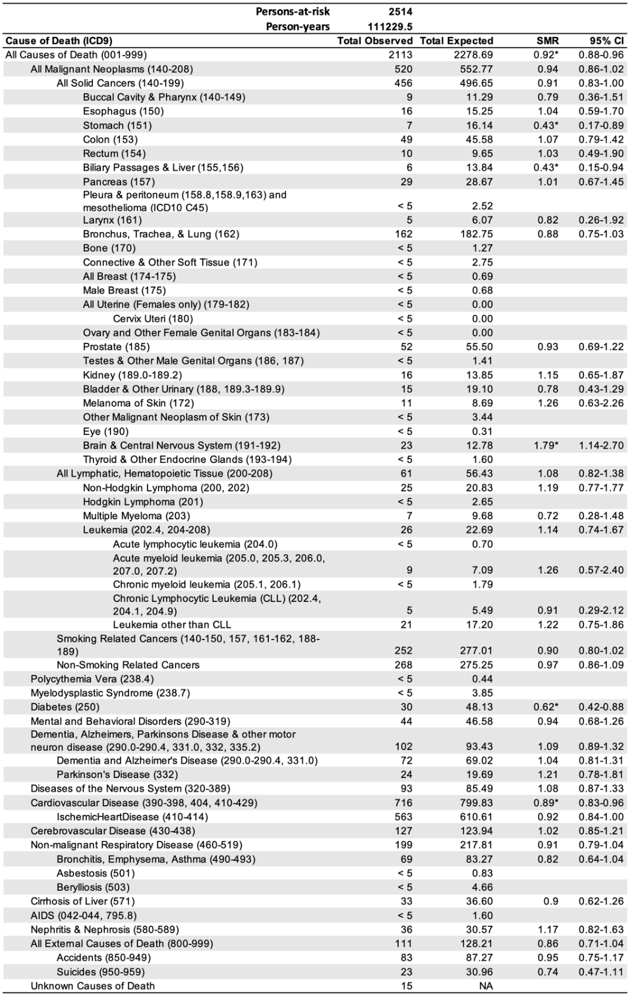 Persons-at-risk 2514
Person-years 111229.5
Cause of Death (ICD9) Total Observed Total Expected SMR 95% CI
All Causes of Death (001-999) 2113 2278.69 0.92* 0.88-0.96
All Malignant Neoplasms (140-208) 520 552.77 0.94 0.86-1.02
All Solid Cancers (140-199) 456 496.65 0.91 0.83-1.00
Buccal Cavity & Pharynx (140-149) 9 11.29 0.79 0.36-1.51
Esophagus (150) 16 15.25 1.04 0.59-1.70
Stomach (151) 7 16.14 0.43* 0.17-0.89
Colon (153) 49 45.58 1.07 0.79-1.42
Rectum (154) 10 9.65 1.03 0.49-1.90
Biliary Passages & Liver (155,156) 6 13.84 0.43* 0.15-0.94
Pancreas (157) 29 28.67 1.01 0.67-1.45
Pleura & peritoneum (158.8,158.9,163) and
mesothelioma (ICD10 C45) < 5 2.52
Larynx (161) 5 6.07 0.82 0.26-1.92
Bronchus, Trachea, & Lung (162) 162 182.75 0.88 0.75-1.03
Bone (170) < 5 1.27
Connective & Other Soft Tissue (171) < 5 2.75
All Breast (174-175) < 5 0.69
Male Breast (175) < 5 0.68
All Uterine (Females only) (179-182) < 5 0.00
Cervix Uteri (180) < 5 0.00
Ovary and Other Female Genital Organs (183-184) < 5 0.00
Prostate (185) 52 55.50 0.93 0.69-1.22
Testes & Other Male Genital Organs (186, 187) < 5 1.41
Kidney (189.0-189.2) 16 13.85 1.15 0.65-1.87
Bladder & Other Urinary (188, 189.3-189.9) 15 19.10 0.78 0.43-1.29
Melanoma of Skin (172) 11 8.69 1.26 0.63-2.26
Other Malignant Neoplasm of Skin (173) < 5 3.44
Eye (190) < 5 0.31
Brain & Central Nervous System (191-192) 23 12.78 1.79* 1.14-2.70
Thyroid & Other Endocrine Glands (193-194) < 5 1.60
All Lymphatic, Hematopoietic Tissue (200-208) 61 56.43 1.08 0.82-1.38
Non-Hodgkin Lymphoma (200, 202) 25 20.83 1.19 0.77-1.77
Hodgkin Lymphoma (201) < 5 2.65
Multiple Myeloma (203) 7 9.68 0.72 0.28-1.48
Leukemia (202.4, 204-208) 26 22.69 1.14 0.74-1.67
Acute lymphocytic leukemia (204.0) < 5 0.70
Acute myeloid leukemia (205.0, 205.3, 206.0,
207.0, 207.2) 9 7.09 1.26 0.57-2.40
Chronic myeloid leukemia (205.1, 206.1) < 5 1.79
Chronic Lymphocytic Leukemia (CLL) (202.4,
204.1, 204.9) 5 5.49 0.91 0.29-2.12
Leukemia other than CLL 21 17.20 1.22 0.75-1.86
Smoking Related Cancers (140-150, 157, 161-162, 188-
189) 252 277.01 0.90 0.80-1.02
Non-Smoking Related Cancers 268 275.25 0.97 0.86-1.09
Polycythemia Vera (238.4) < 5 0.44
Myelodysplastic Syndrome (238.7) < 5 3.85
Diabetes (250) 30 48.13 0.62* 0.42-0.88
Mental and Behavioral Disorders (290-319) 44 46.58 0.94 0.68-1.26
Dementia, Alzheimers, Parkinsons Disease & other motor
neuron disease (290.0-290.4, 331.0, 332, 335.2) 102 93.43 1.09 0.89-1.32
Dementia and Alzheimer's Disease (290.0-290.4, 331.0) 72 69.02 1.04 0.81-1.31
Parkinson's Disease (332) 24 19.69 1.21 0.78-1.81
Diseases of the Nervous System (320-389) 93 85.49 1.08 0.87-1.33
Cardiovascular Disease (390-398, 404, 410-429) 716 799.83 0.89* 0.83-0.96
IschemicHeartDisease (410-414) 563 610.61 0.92 0.84-1.00
Cerebrovascular Disease (430-438) 127 123.94 1.02 0.85-1.21
Non-malignant Respiratory Disease (460-519) 199 217.81 0.91 0.79-1.04
Bronchitis, Emphysema, Asthma (490-493) 69 83.27 0.82 0.64-1.04
Asbestosis (501) < 5 0.83
Berylliosis (503) < 5 4.66
Cirrhosis of Liver (571) 33 36.60 0.9 0.62-1.26
AIDS (042-044, 795.8) < 5 1.60
Nephritis & Nephrosis (580-589) 36 30.57 1.17 0.82-1.63
All External Causes of Death (800-999) 111 128.21 0.86 0.71-1.04
Accidents (850-949) 83 87.27 0.95 0.75-1.17
Suicides (950-959) 23 30.96 0.74 0.47-1.11
Unknown Causes of Death 15 NA